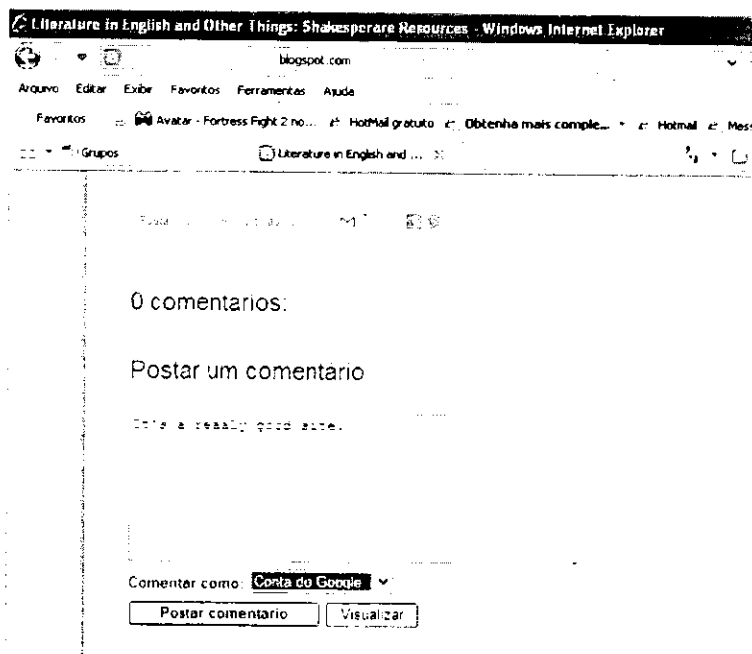 Literature in English and Other Things: Shakesperare Resources - Windows Internet Explorer
blogspot.com
Arquivo Editar Exibir Favoritos Ferramentas Ajuda
Favoritos Avatar - Fortress Fight 2 no... HotMail gratuito Obtenha mais comple... Hotmail Mess
Grupos Literature in English and ...
0 comentarios:
Postar um comentário
It's a really good site.
Comentar como: Conta do Google
Postar comentario Visualizar